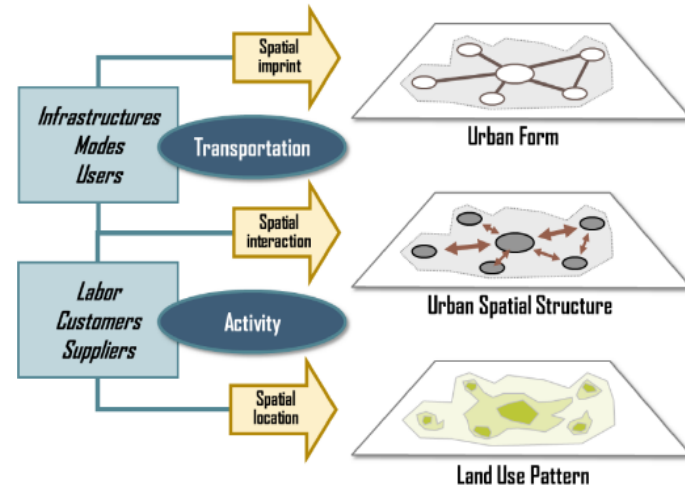 Spatial
imprint
Infrastructures
Modes
Users
Transportation
Urban Form
Spatial
interaction
Labor
Customers
Suppliers
Activity
Urban Spatial Structure
Spatial
location
Land Use Pattern